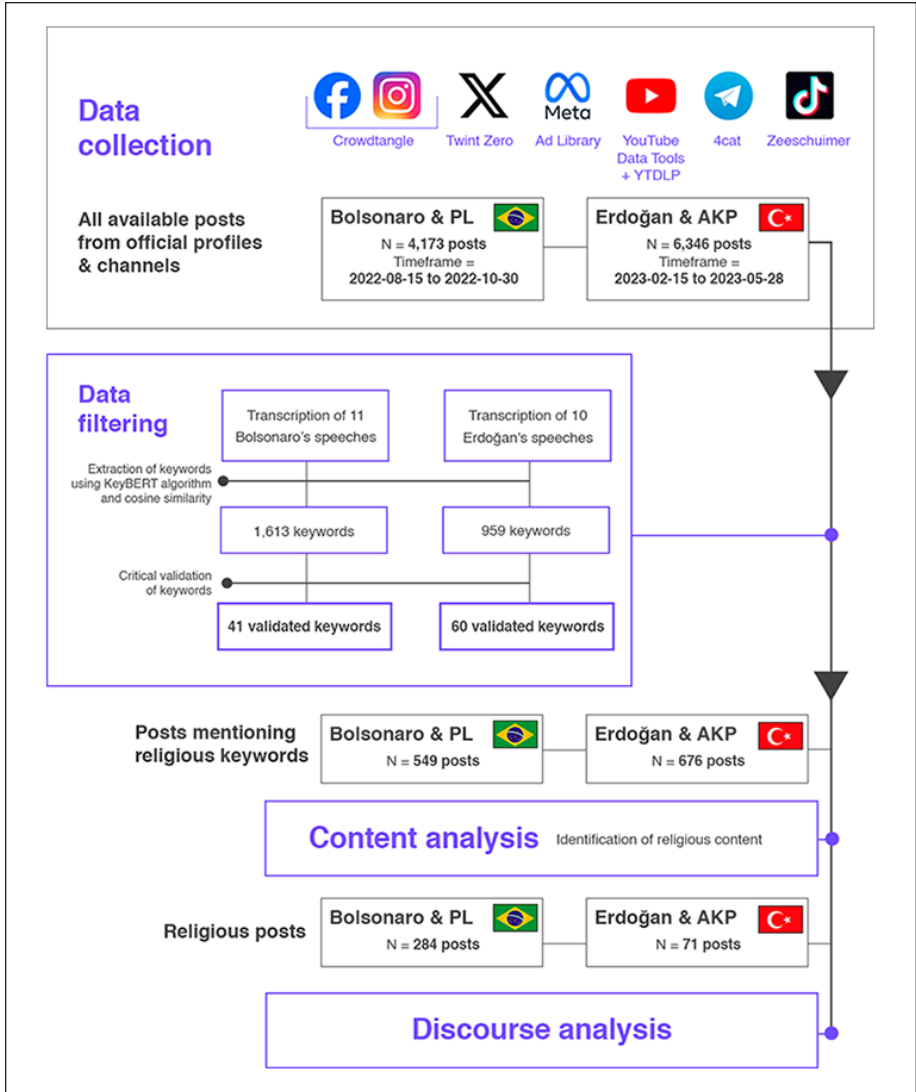 Data
collection
Meta
Crowdtangle
Twint Zero
Ad Library
YouTube
Data Tools
+ YTDLP
4cat
Zeeschuimer
All available posts
from official profiles
& channels
Bolsonaro & PL
N = 4,173 posts
Timeframe =
2022-08-15 to 2022-10-30
Erdoğan & AKP
N = 6,346 posts
Timeframe =
2023-02-15 to 2023-05-28
Data
filtering
Transcription of 11
Bolsonaro's speeches
Transcription of 10
Erdoğan's speeches
Extraction of keywords
using KeyBERT algorithm
and cosine similarity
1,613 keywords
959 keywords
Critical validation
of keywords
41 validated keywords
60 validated keywords
Posts mentioning
religious keywords
Bolsonaro & PL
N = 549 posts
Erdoğan & AKP
N = 676 posts
Content analysis Identification of religious content
Religious posts
Bolsonaro & PL
N = 284 posts
Erdoğan & AKP
N = 71 posts
Discourse analysis